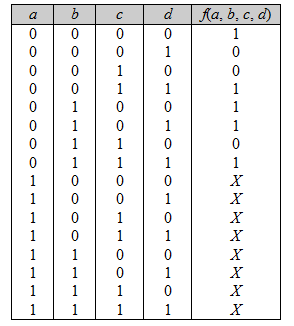 a b c d f(a, b, c, d)
0 0 0 0 1
0 0 0 1 0
0 0 1 0 0
0 0 1 1 1
0 1 0 0 1
0 1 0 1 1
0 1 1 0 0
0 1 1 1 1
1 0 0 0 X
1 0 0 1 X
1 0 1 0 X
1 0 1 1 X
1 1 0 0 X
1 1 0 1 X
1 1 1 0 X
1 1 1 1 X